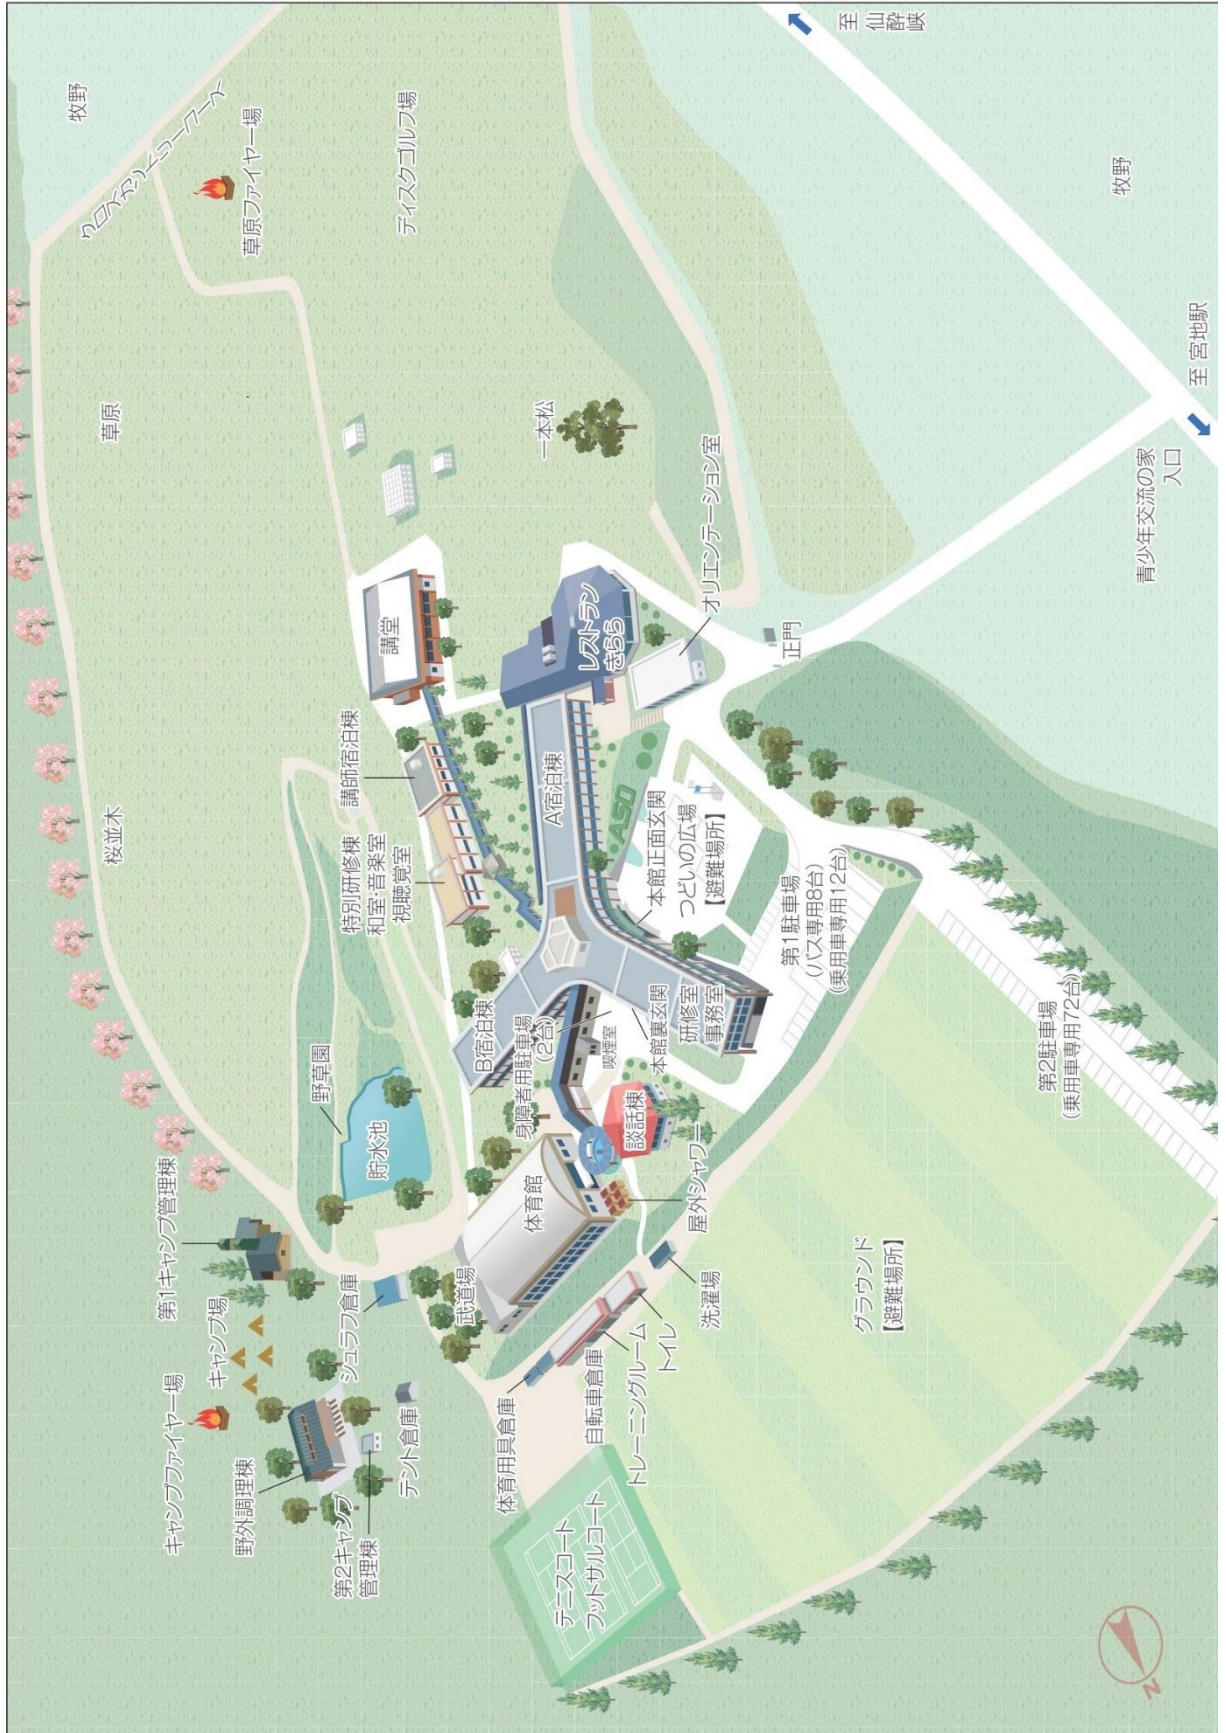 キャンプファイヤー場
野外調理棟
第2キャンプ
管理棟
テント倉庫
キャンプ場
シュラフ倉庫
第1キャンプ管理棟
野草園
貯水池
桜並木
草原
牧野
クロスカントリーコース
草原ファイヤー場
ディスクゴルフ場
一本松
講堂
講師宿泊棟
特別研修棟
和室・音楽室
視聴覚室
B宿泊棟
身障者用駐車場
(2台)
喫煙室
本館裏玄関
研修室
事務室
A宿泊棟
レストラン
きらら
オリエンテーション室
ASO
本館正面玄関
つどいの広場
【避難場所】
正門
第1駐車場
(バス専用8台)
(乗用車専用12台)
第2駐車場
(乗用車専用72台)
武道場
体育館
談話棟
屋外シャワー
洗濯場
トイレ
トレーニングルーム
自転車倉庫
体育用具倉庫
テニスコート
フットサルコート
グラウンド
【避難場所】
至
仙
酔
峡
牧野
至 宮地駅
青少年交流の家
入口
N